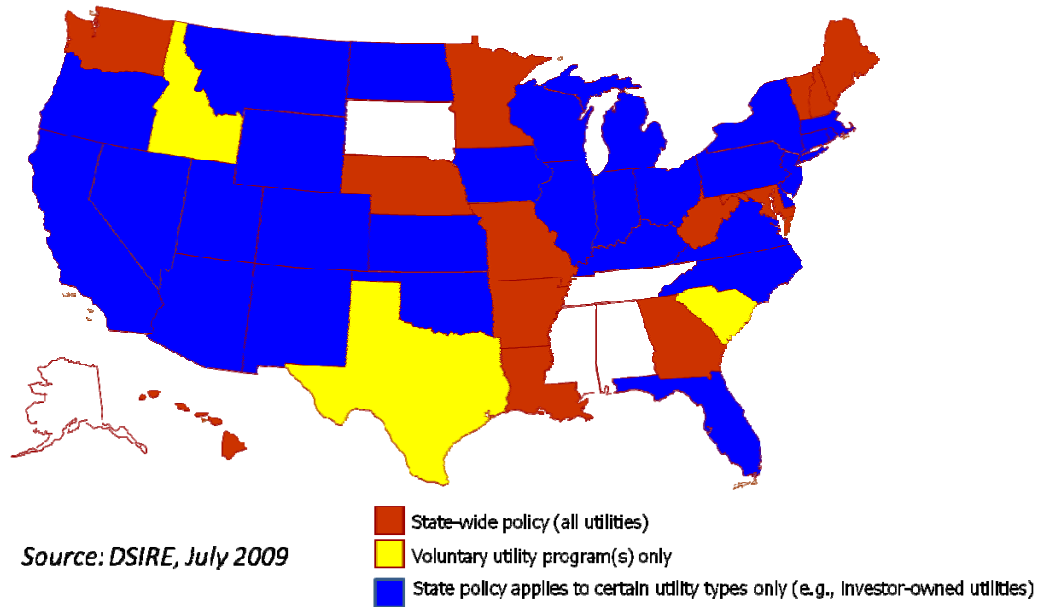 State-wide policy (all utilities)
Source: DSIRE, July 2009
Voluntary utility program(s) only
State policy applies to certain utility types only (e.g., investor-owned utilities)